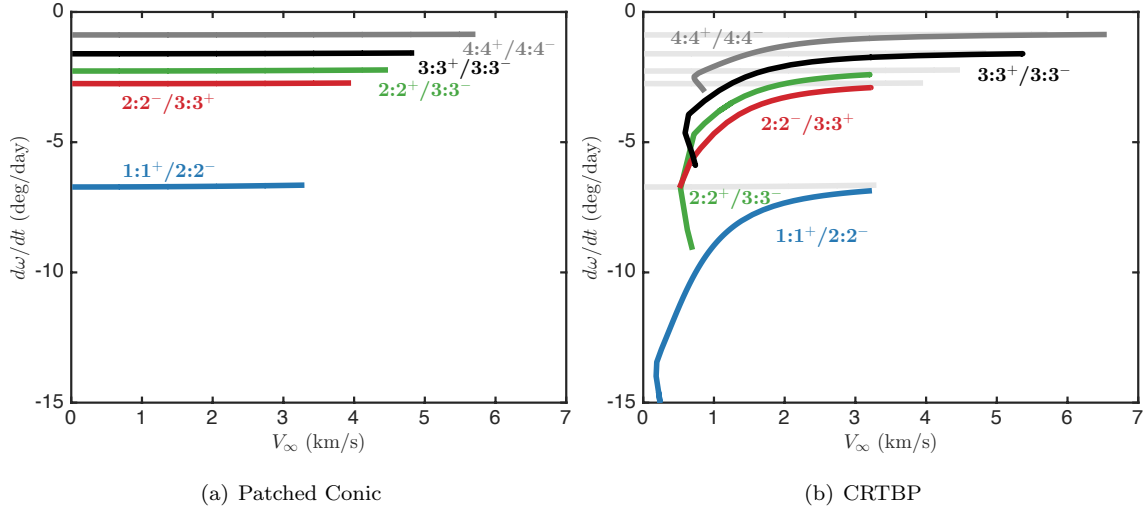 0
-5
-10
-15
dω/dt (deg/day)
4:4⁺/4:4⁻
3:3⁺/3:3⁻
2:2⁺/3:3⁻
2:2⁻/3:3⁺
1:1⁺/2:2⁻
0 1 2 3 4 5 6 7
V∞ (km/s)
(a) Patched Conic
0
-5
-10
-15
dω/dt (deg/day)
4:4⁺/4:4⁻
3:3⁺/3:3⁻
2:2⁻/3:3⁺
2:2⁺/3:3⁻
1:1⁺/2:2⁻
0 1 2 3 4 5 6 7
V∞ (km/s)
(b) CRTBP